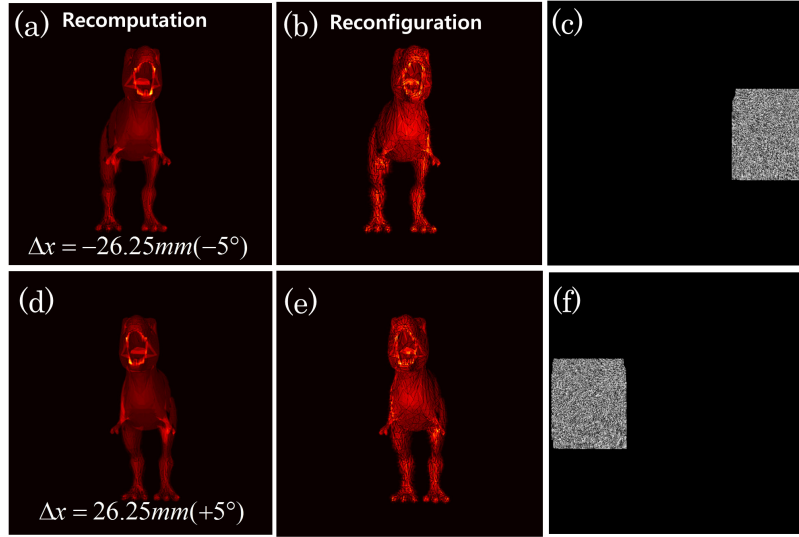 (a) Recomputation
(b) Reconfiguration
(c)
Δx = −26.25mm(−5°)
(d)
(e)
(f)
Δx = 26.25mm(+5°)